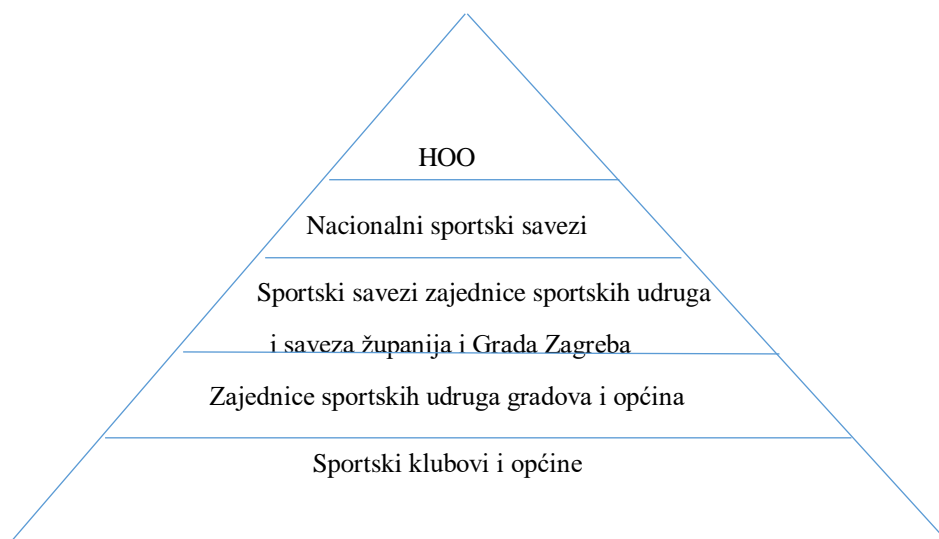 HOO
Nacionalni sportski savezi
Sportski savezi zajednice sportskih udruga
i saveza županija i Grada Zagreba
Zajednice sportskih udruga gradova i općina
Sportski klubovi i općine